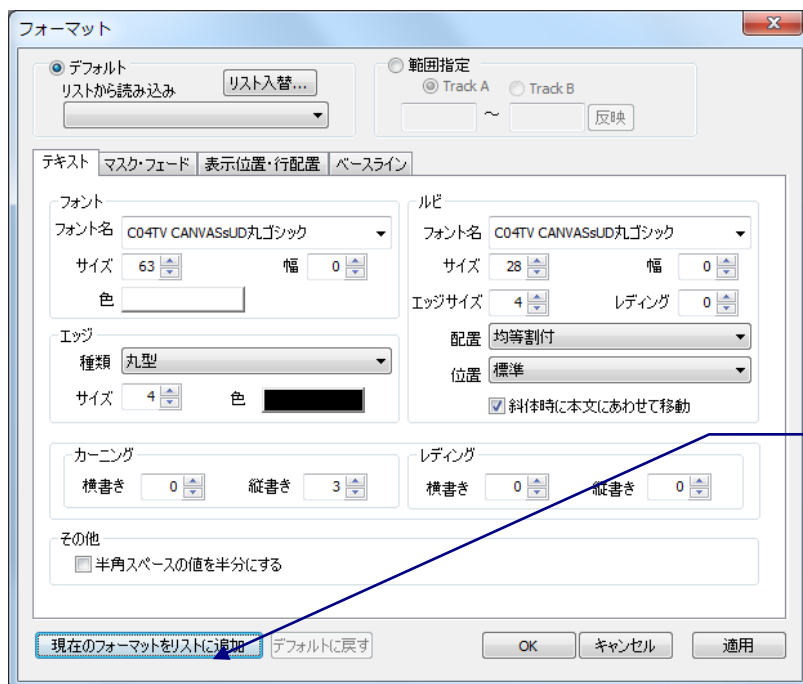 フォーマット
x
デフォルト
リストから読み込み
リスト入替...
範囲指定
Track A
Track B
～
反映
テキスト
マスク・フェード
表示位置・行配置
ベースライン
フォント
フォント名 C04TV CANVASsUD丸ゴシック
サイズ 63 幅 0
色
エッジ
種類 丸型
サイズ 4 色
ルビ
フォント名 C04TV CANVASsUD丸ゴシック
サイズ 28 幅 0
エッジサイズ 4 レディング 0
配置 均等割付
位置 標準
斜体時に本文にあわせて移動
カーニング
横書き 0 縦書き 3
レディング
横書き 0 縦書き 0
その他
半角スペースの値を半分にする
現在のフォーマットをリストに追加
デフォルトに戻す
OK
キャンセル
適用